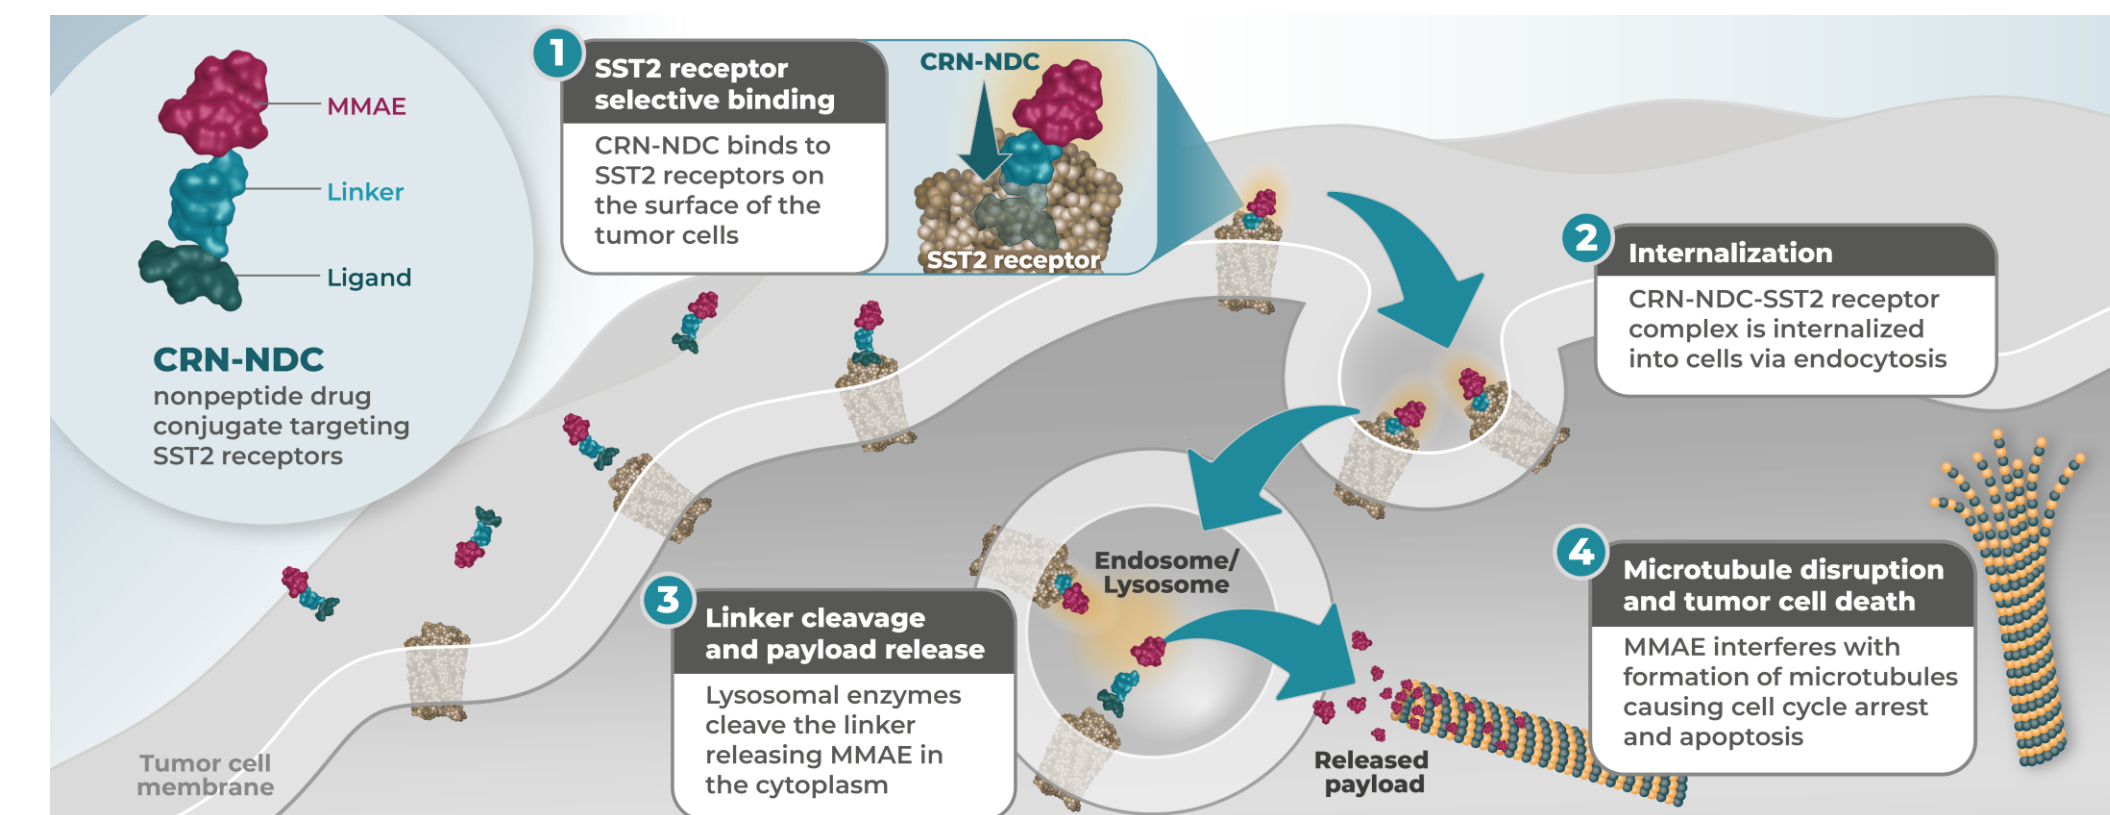 MMAE
Linker
Ligand
CRN-NDC
nonpeptide drug
conjugate targeting
SST2 receptors
1
SST2 receptor
selective binding
CRN-NDC binds to
SST2 receptors on
the surface of the
tumor cells
CRN-NDC
SST2 receptor
2
Internalization
CRN-NDC-SST2 receptor
complex is internalized
into cells via endocytosis
Endosome/
Lysosome
3
Linker cleavage
and payload release
Lysosomal enzymes
cleave the linker
releasing MMAE in
the cytoplasm
Released
payload
4
Microtubule disruption
and tumor cell death
MMAE interferes with
formation of microtubules
causing cell cycle arrest
and apoptosis
Tumor cell
membrane